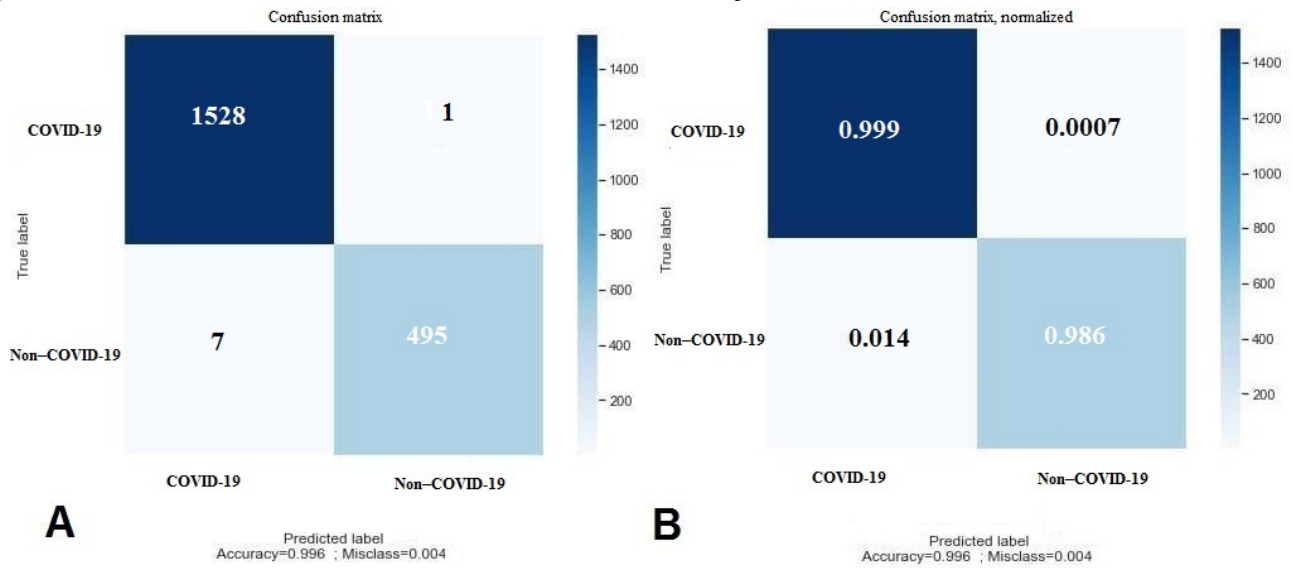 Confusion matrix
1528
1
COVID-19
True label
7
495
Non–COVID-19
1400
1200
1000
800
600
400
200
COVID-19
Non–COVID-19
A
Predicted label
Accuracy=0.996 ; Misclass=0.004
Confusion matrix, normalized
0.999
0.0007
COVID-19
True label
0.014
0.986
Non–COVID-19
1400
1200
1000
800
600
400
200
COVID-19
Non–COVID-19
B
Predicted label
Accuracy=0.996 ; Misclass=0.004